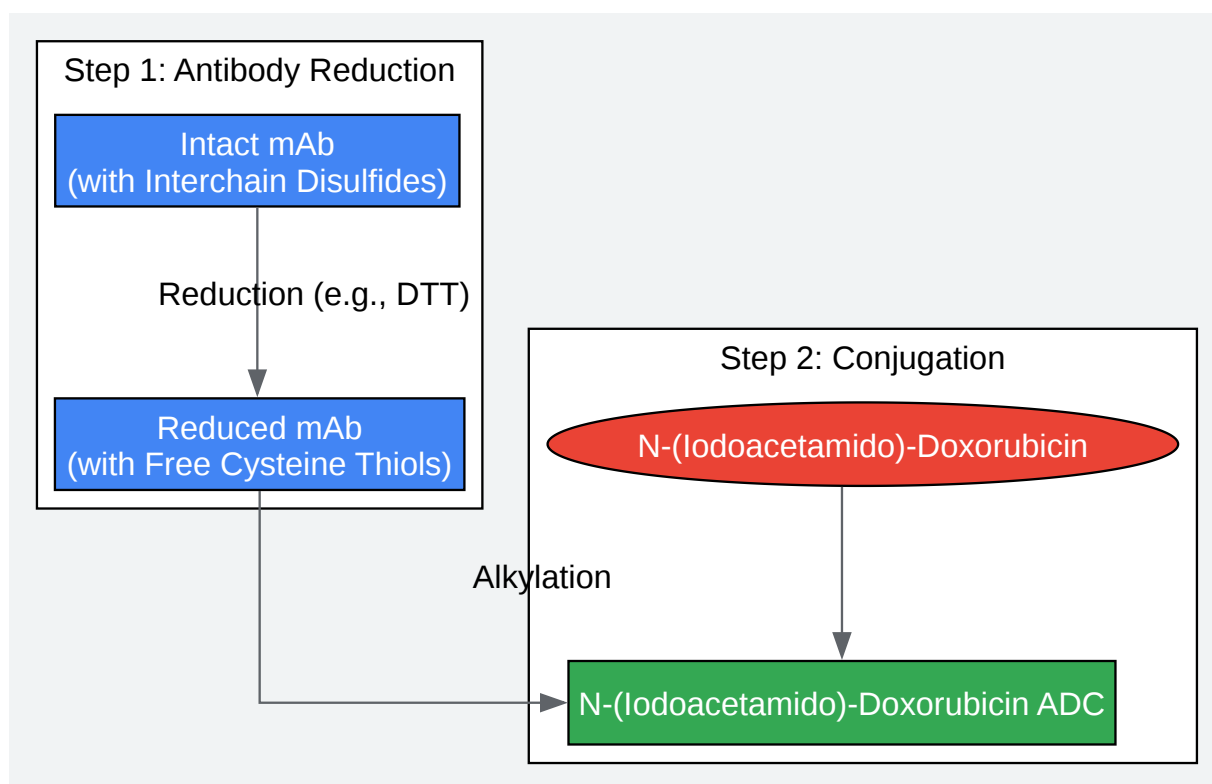 Step 1: Antibody Reduction
Intact mAb
(with Interchain Disulfides)
Reduction (e.g., DTT)
Reduced mAb
(with Free Cysteine Thiols)
Step 2: Conjugation
N-(Iodoacetamido)-Doxorubicin
Alkylation
N-(Iodoacetamido)-Doxorubicin ADC